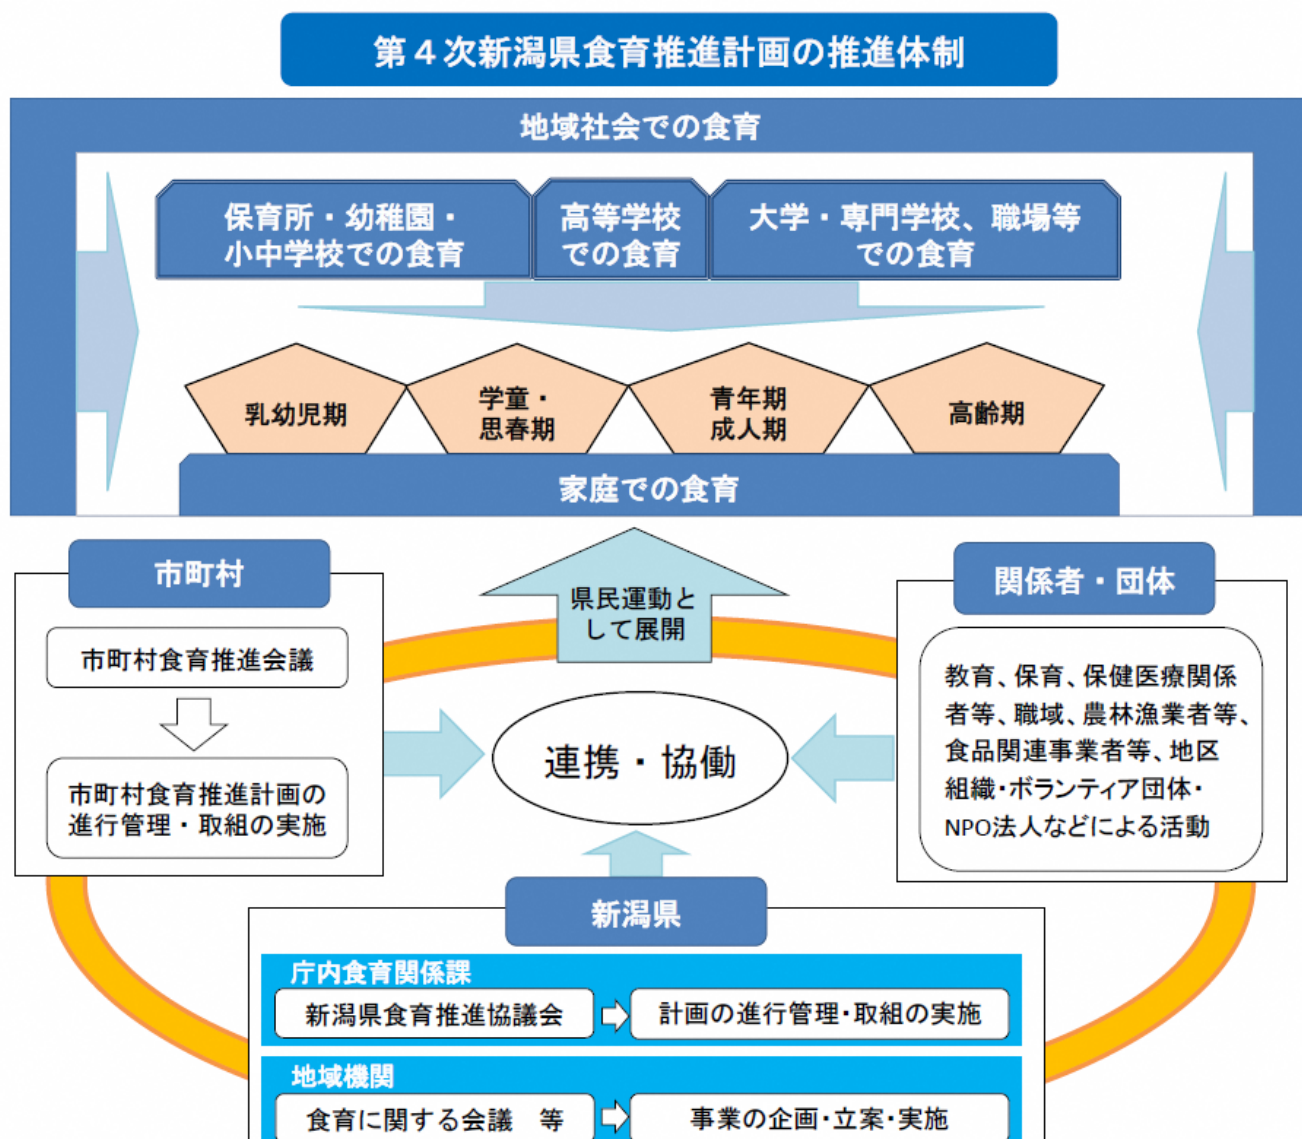 第４次新潟県食育推進計画の推進体制
地域社会での食育
保育所・幼稚園・
小中学校での食育
高等学校
での食育
大学・専門学校、職場等
での食育
乳幼児期
学童・
思春期
青年期
成人期
高齢期
家庭での食育
県民運動と
して展開
市町村
市町村食育推進会議
市町村食育推進計画の
進行管理・取組の実施
連携・協働
関係者・団体
教育、保育、保健医療関係
者等、職域、農林漁業者等、
食品関連事業者等、地区
組織・ボランティア団体・
NPO法人などによる活動
新潟県
庁内食育関係課
新潟県食育推進協議会
計画の進行管理・取組の実施
地域機関
食育に関する会議　等
事業の企画・立案・実施